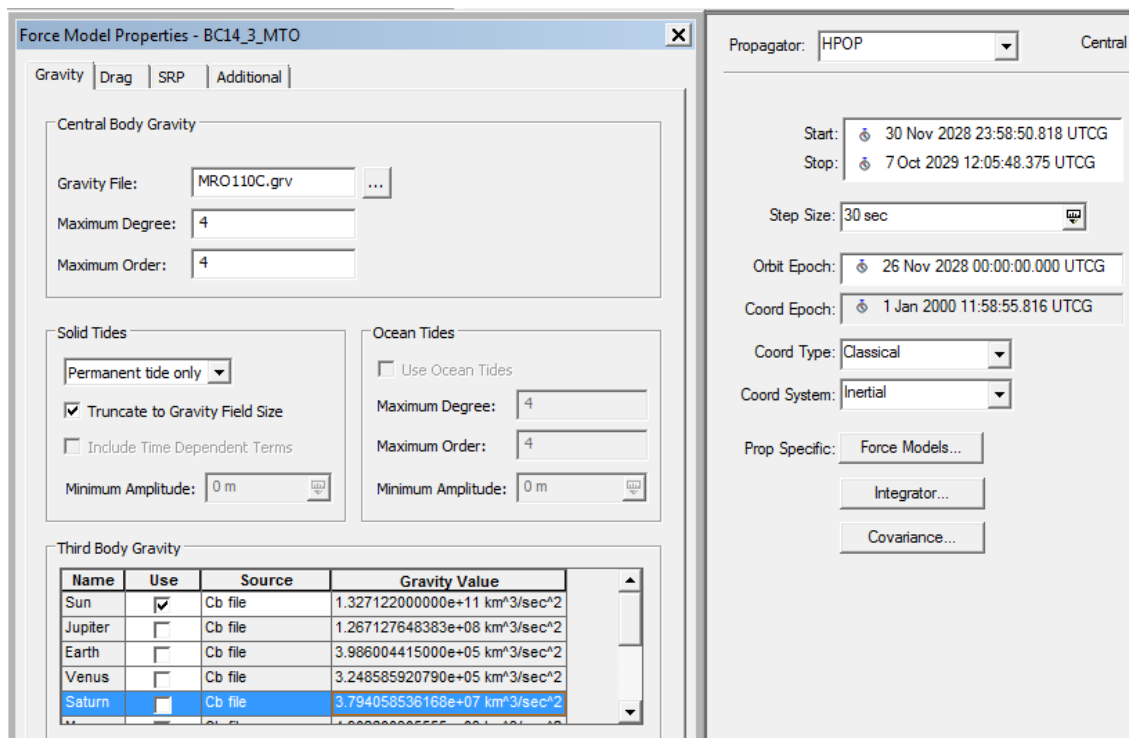 Force Model Properties - BC14_3_MTO
Gravity Drag SRP Additional
Central Body Gravity
Gravity File: MRO110C.grv ...
Maximum Degree: 4
Maximum Order: 4
Solid Tides
Permanent tide only
Truncate to Gravity Field Size
Include Time Dependent Terms
Minimum Amplitude: 0 m
Ocean Tides
Use Ocean Tides
Maximum Degree: 4
Maximum Order: 4
Minimum Amplitude: 0 m
Third Body Gravity
Name Use Source Gravity Value
Sun Cb file 1.327122000000e+11 km^3/sec^2
Jupiter Cb file 1.267127648383e+08 km^3/sec^2
Earth Cb file 3.986004415000e+05 km^3/sec^2
Venus Cb file 3.248585920790e+05 km^3/sec^2
Saturn Cb file 3.794058536168e+07 km^3/sec^2
Propagator: HPOP Central
Start: 30 Nov 2028 23:58:50.818 UTCG
Stop: 7 Oct 2029 12:05:48.375 UTCG
Step Size: 30 sec
Orbit Epoch: 26 Nov 2028 00:00:00.000 UTCG
Coord Epoch: 1 Jan 2000 11:58:55.816 UTCG
Coord Type: Classical
Coord System: Inertial
Prop Specific: Force Models...
Integrator...
Covariance...